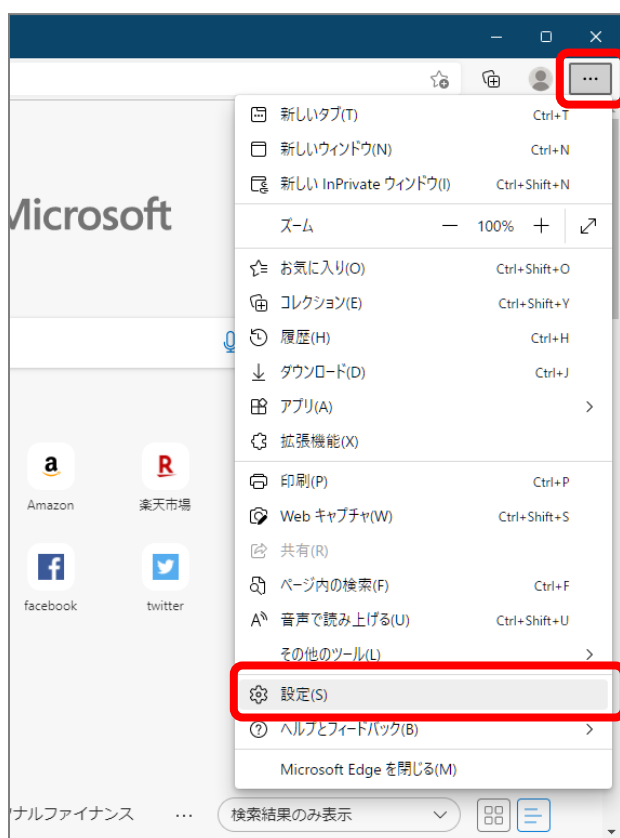 新しいタブ(T) Ctrl+T
新しいウィンドウ(N) Ctrl+N
新しい InPrivate ウィンドウ(I) Ctrl+Shift+N
Microsoft
ズーム 100%
お気に入り(O) Ctrl+Shift+O
コレクション(E) Ctrl+Shift+Y
履歴(H) Ctrl+H
ダウンロード(D) Ctrl+J
アプリ(A)
拡張機能(X)
Amazon
楽天市場
印刷(P) Ctrl+P
Web キャプチャ(W) Ctrl+Shift+S
共有(R)
ページ内の検索(F) Ctrl+F
facebook
twitter
音声で読み上げる(U) Ctrl+Shift+U
その他のツール(L)
設定(S)
ヘルプとフィードバック(B)
Microsoft Edge を閉じる(M)
ナルファイナンス ... 検索結果のみ表示